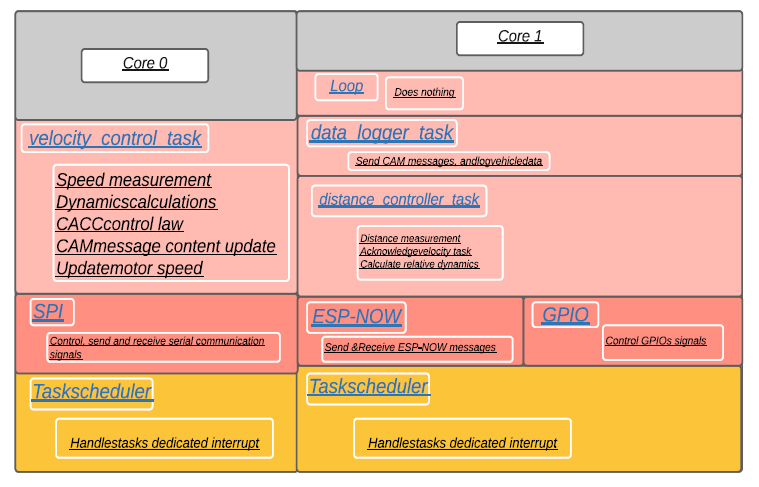 Core 0
velocity_control_task
Speed measurement
Dynamicscalculations
CACCcontrol law
CAMmessage content update
Updatemotor speed
SPI
Control, send and receive serial communication
signals
Taskscheduler
Handlestasks dedicated interrupt
Core 1
Loop
Does nothing
data_logger_task
Send CAM messages, andlogvehicledata
distance_controller_task
Distance measurement
Acknowledgevelocity task
Calculate relative dynamics
ESP-NOW
Send &Receive ESP-NOW messages
GPIO
Control GPIOs signals
Taskscheduler
Handlestasks dedicated interrupt